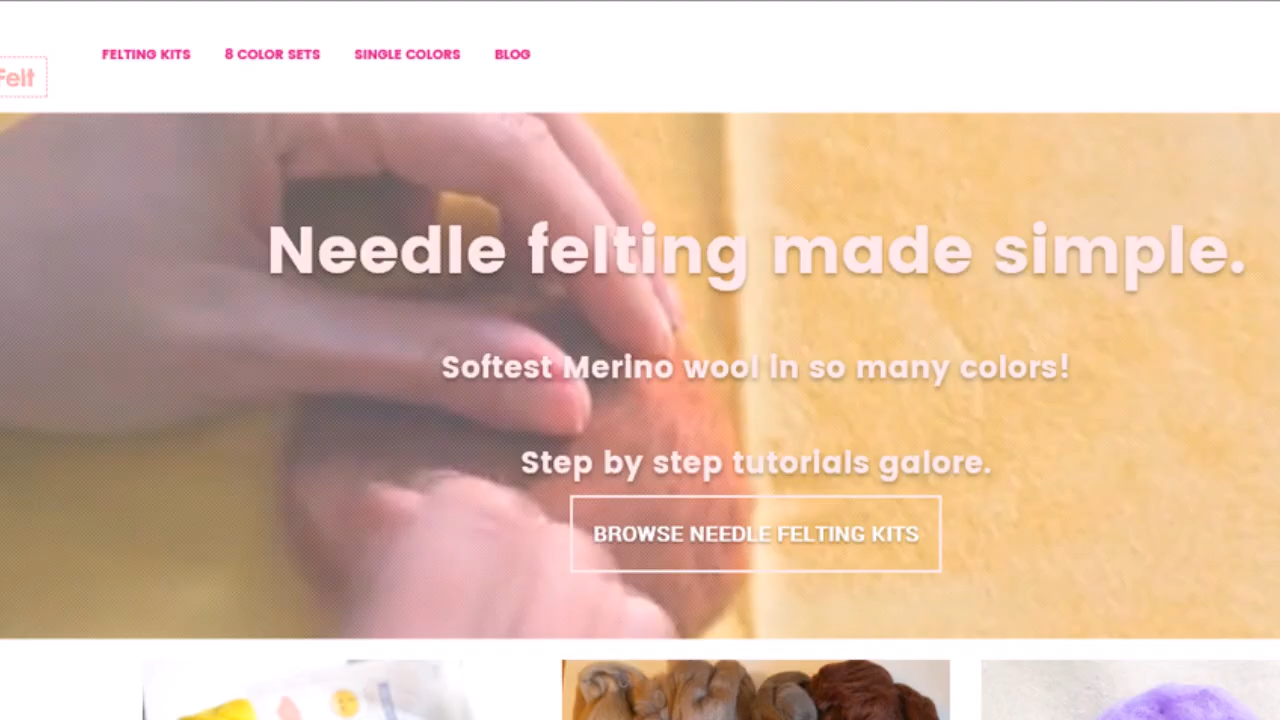 FELTING KITS 8 COLOR SETS SINGLE COLORS BLOG
Felt
Needle felting made simple.
Softest Merino wool in so many colors!
Step by step tutorials galore.
BROWSE NEEDLE FELTING KITS